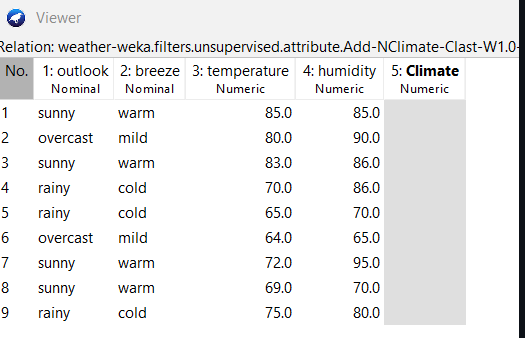 Viewer
Relation: weather-weka.filters.unsupervised.attribute.Add-NClimate-Clast-W1.0-
No. 1: outlook 2: breeze 3: temperature 4: humidity 5: Climate
Nominal Nominal Numeric Numeric Numeric
1 sunny warm 85.0 85.0
2 overcast mild 80.0 90.0
3 sunny warm 83.0 86.0
4 rainy cold 70.0 86.0
5 rainy cold 65.0 70.0
6 overcast mild 64.0 65.0
7 sunny warm 72.0 95.0
8 sunny warm 69.0 70.0
9 rainy cold 75.0 80.0